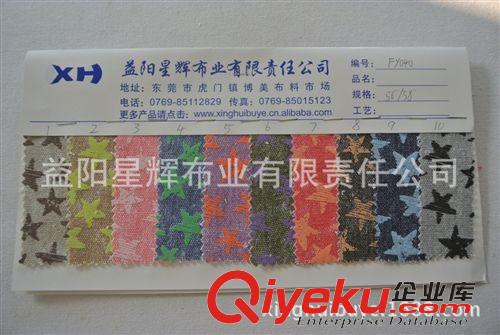 XH
益阳星辉布业有限责任公司
地址：东莞市虎门镇博美布料市场
电话：0769-85112829 传真：0769-85015123
更多产品请点击：www.xinghuibuye.cn.alibaba.com
编号：FY040
品名：
规格：56/58
工艺：
1 2 3 4 5 6 7 8 9 10
益阳星辉布业有限责任公司
Qiyeku.com 企业库
Enterprise Database